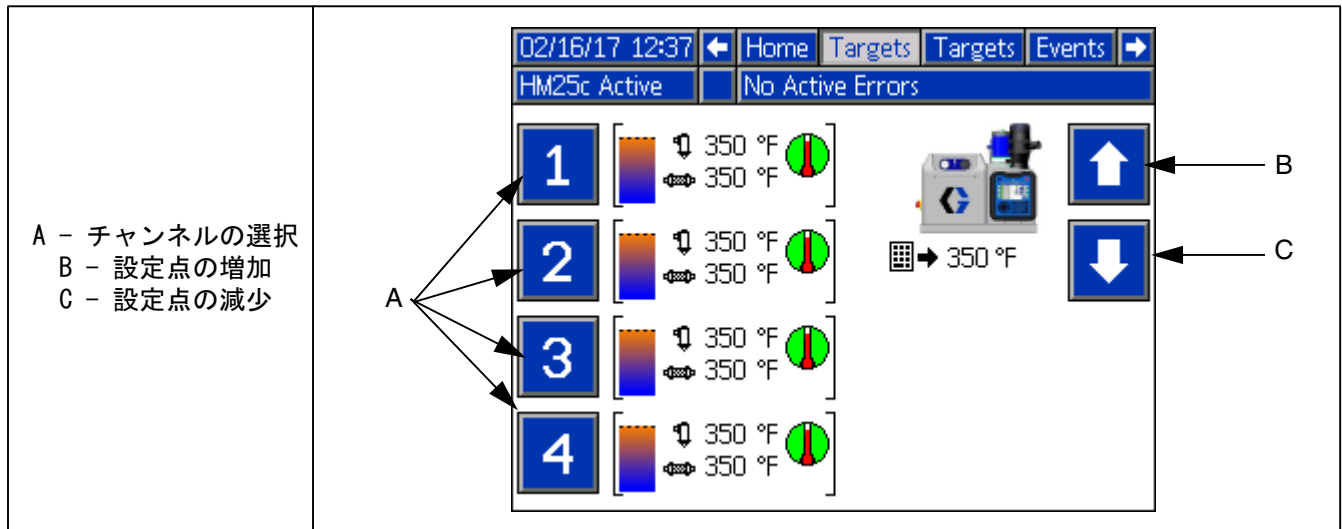 A - チャンネルの選択
B - 設定点の増加
C - 設定点の減少
02/16/17 12:37 Home Targets Targets Events
HM25c Active No Active Errors
1 350 °F
350 °F
B
2 350 °F
350 °F
350 °F
C
A
3 350 °F
350 °F
4 350 °F
350 °F